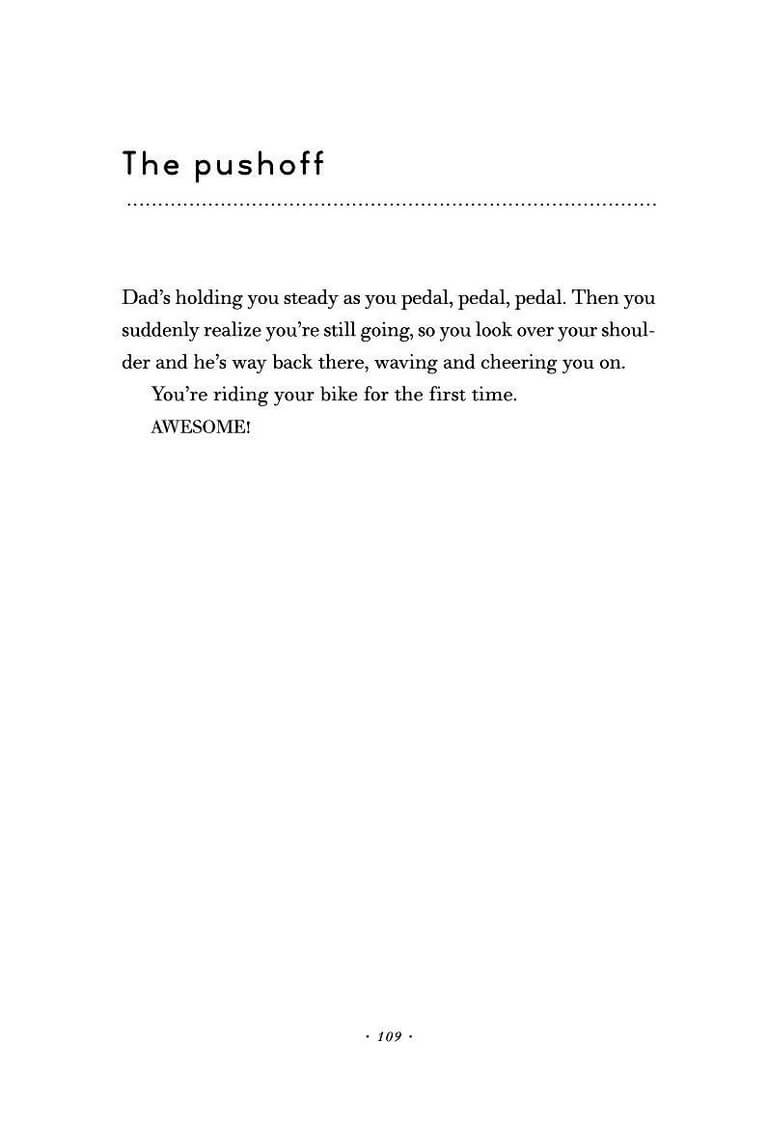 The pushoff
Dad’s holding you steady as you pedal, pedal, pedal. Then you
suddenly realize you’re still going, so you look over your shoul-
der and he’s way back there, waving and cheering you on.
You’re riding your bike for the first time.
AWESOME!
· 109 ·